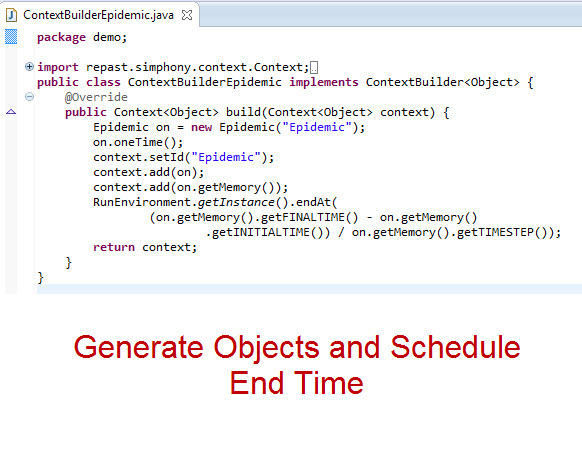 ContextBuilderEpidemic.java
package demo;
import repast.simphony.context.Context;
public class ContextBuilderEpidemic implements ContextBuilder<Object> {
@Override
public Context<Object> build(Context<Object> context) {
Epidemic on = new Epidemic("Epidemic");
on.oneTime();
context.setId("Epidemic");
context.add(on);
context.add(on.getMemory());
RunEnvironment.getInstance().endAt(
(on.getMemory().getFINALTIME() - on.getMemory()
.getINITIALTIME()) / on.getMemory().getTIMESTEP());
return context;
}
}
Generate Objects and Schedule
End Time